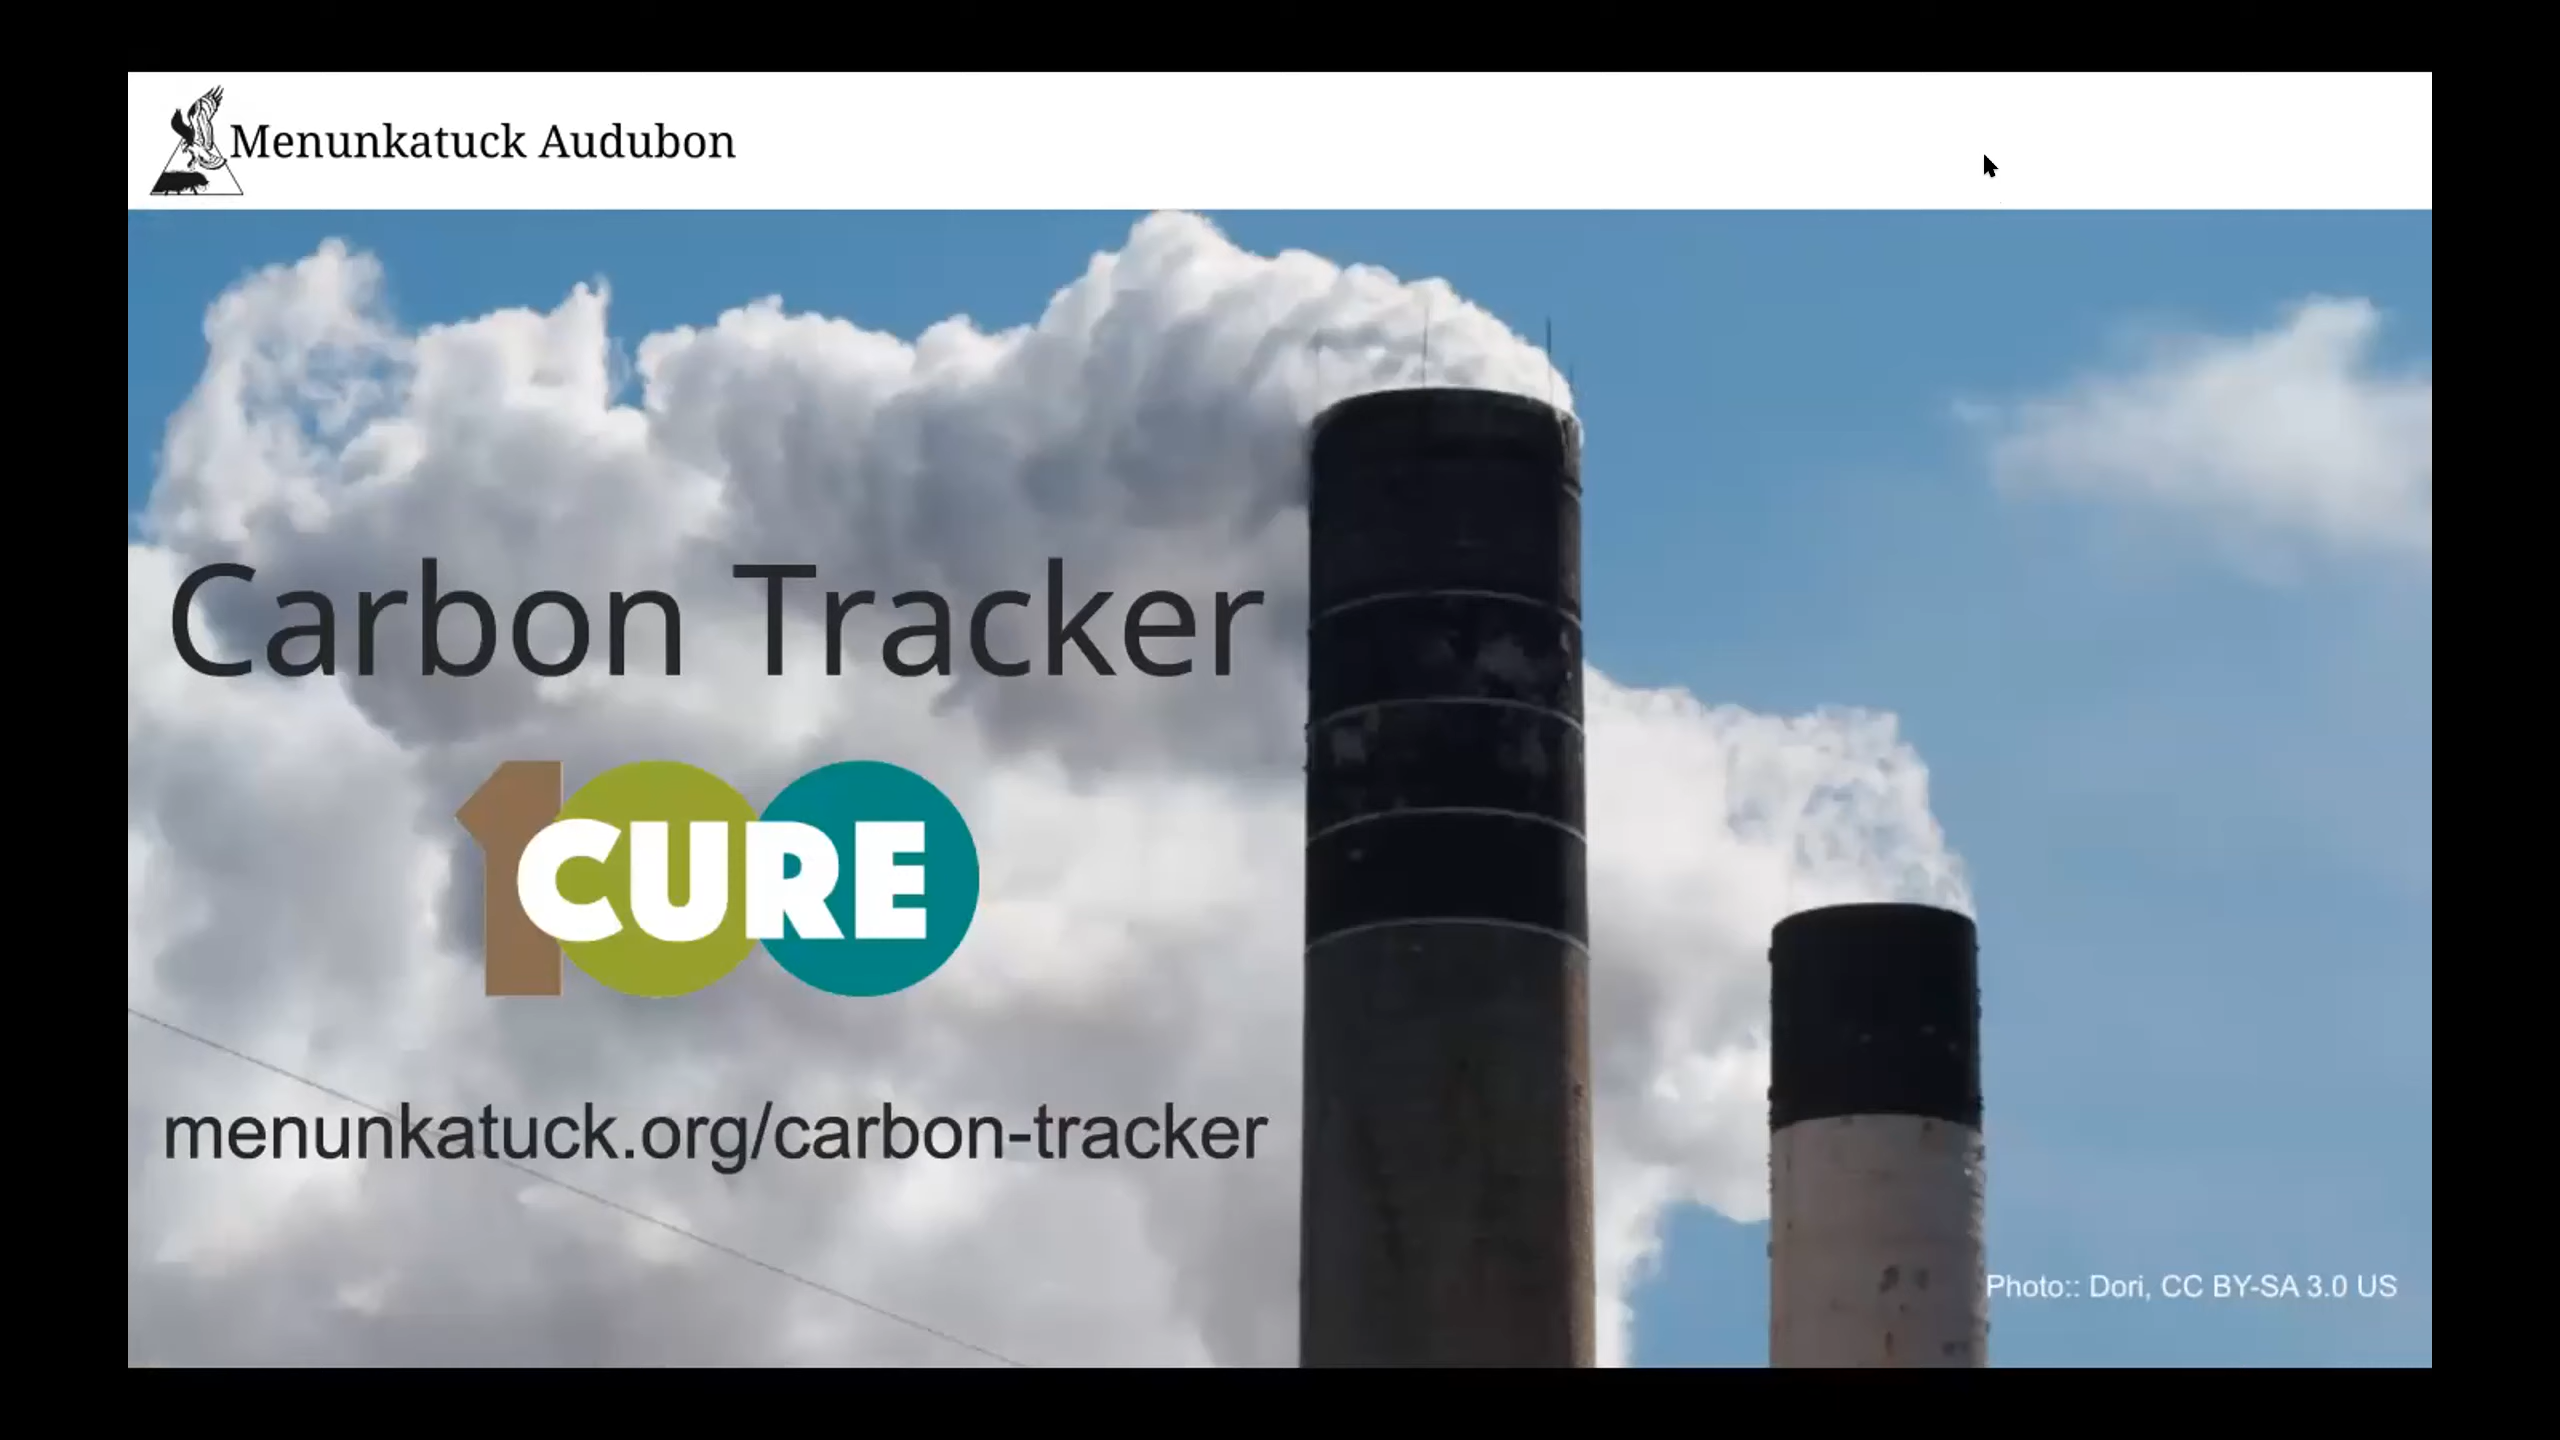 Menunkatuck Audubon
Carbon Tracker
1CURE
menunkatuck.org/carbon-tracker
Photo:: Dori, CC BY-SA 3.0 US